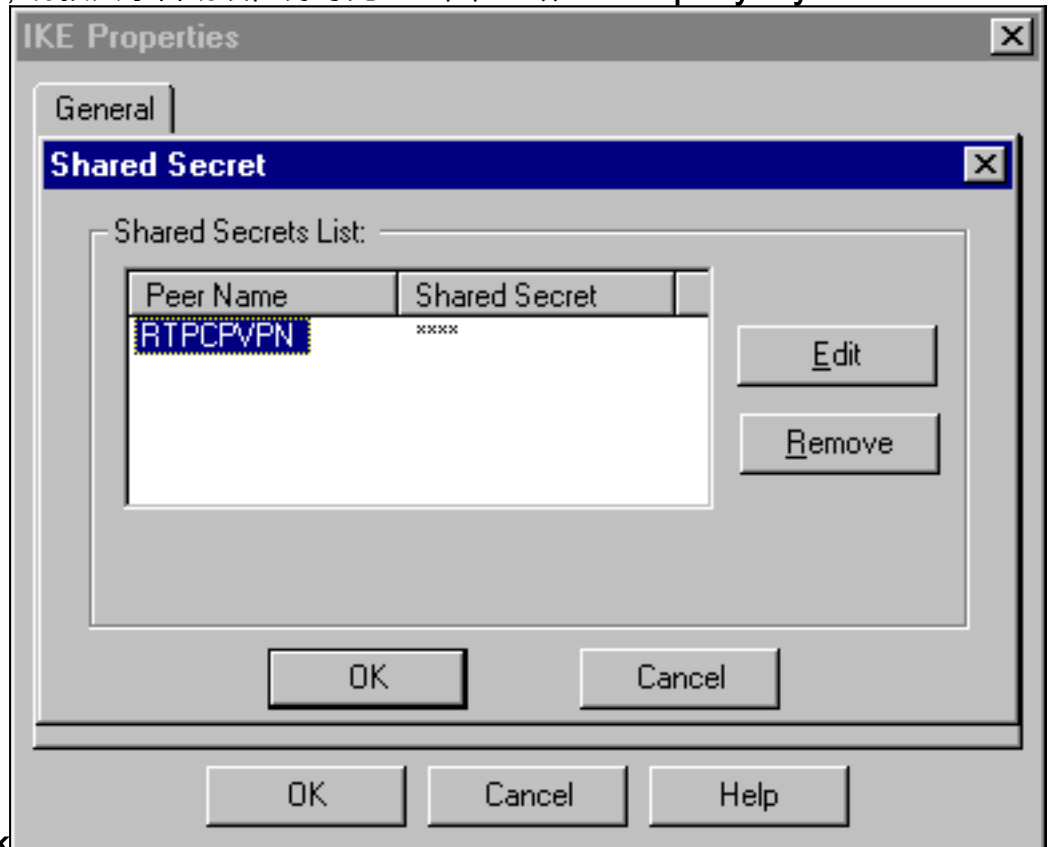 IKE Properties
General
Shared Secret
Shared Secrets List:
Peer Name Shared Secret
RTPCPVPN ****
Edit
Remove
OK Cancel
OK Cancel Help